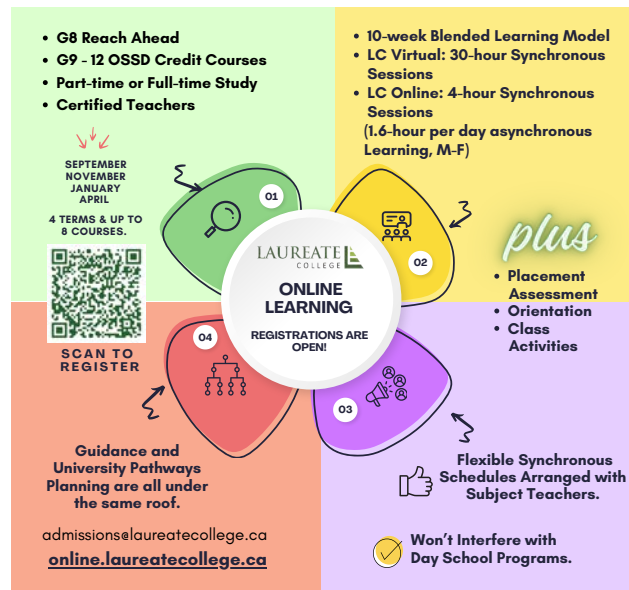 • G8 Reach Ahead
• G9 - 12 OSSD Credit Courses
• Part-time or Full-time Study
• Certified Teachers
SEPTEMBER
NOVEMBER
JANUARY
APRIL
4 TERMS & UP TO
8 COURSES.
SCAN TO
REGISTER
• 10-week Blended Learning Model
• LC Virtual: 30-hour Synchronous
Sessions
• LC Online: 4-hour Synchronous
Sessions
(1.6-hour per day asynchronous
Learning, M-F)
plus
• Placement
Assessment
• Orientation
• Class
Activities
01
02
03
04
LAUREATE
COLLEGE
ONLINE
LEARNING
REGISTRATIONS ARE
OPEN!
Guidance and
University Pathways
Planning are all under
the same roof.
admissions@laureatecollege.ca
online.laureatecollege.ca
Flexible Synchronous
Schedules Arranged with
Subject Teachers.
Won't Interfere with
Day School Programs.